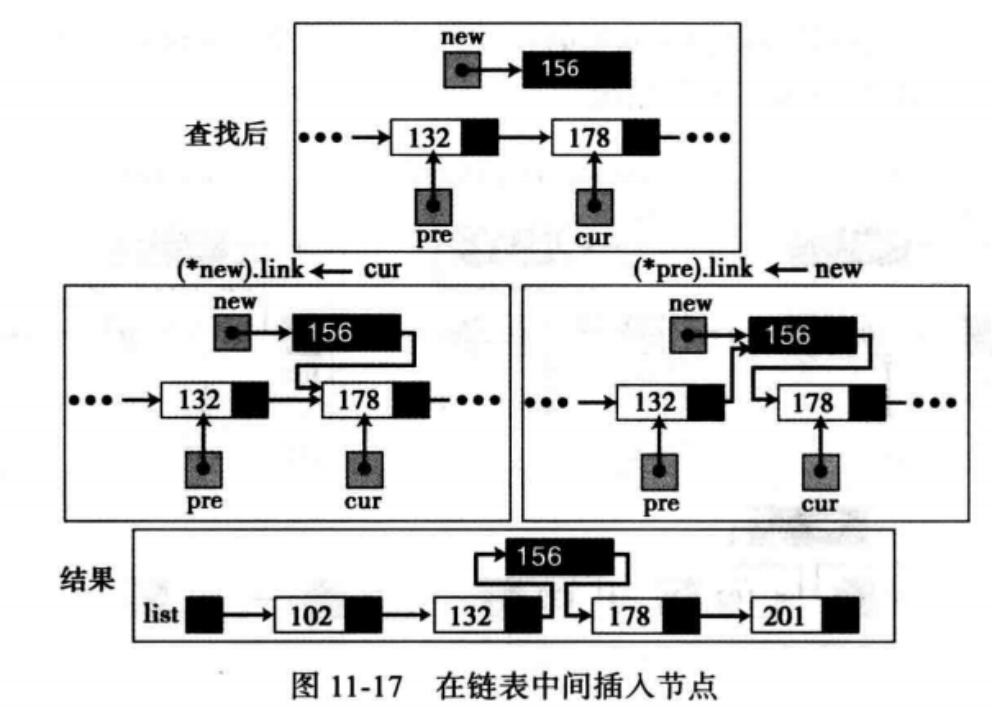 new
156
查找后
132 178
pre cur
(*new).link ← cur
new
156
132 178
pre cur
(*pre).link ← new
new
156
132 178
pre cur
结果
156
list 102 132 178 201
图 11-17 在链表中间插入节点